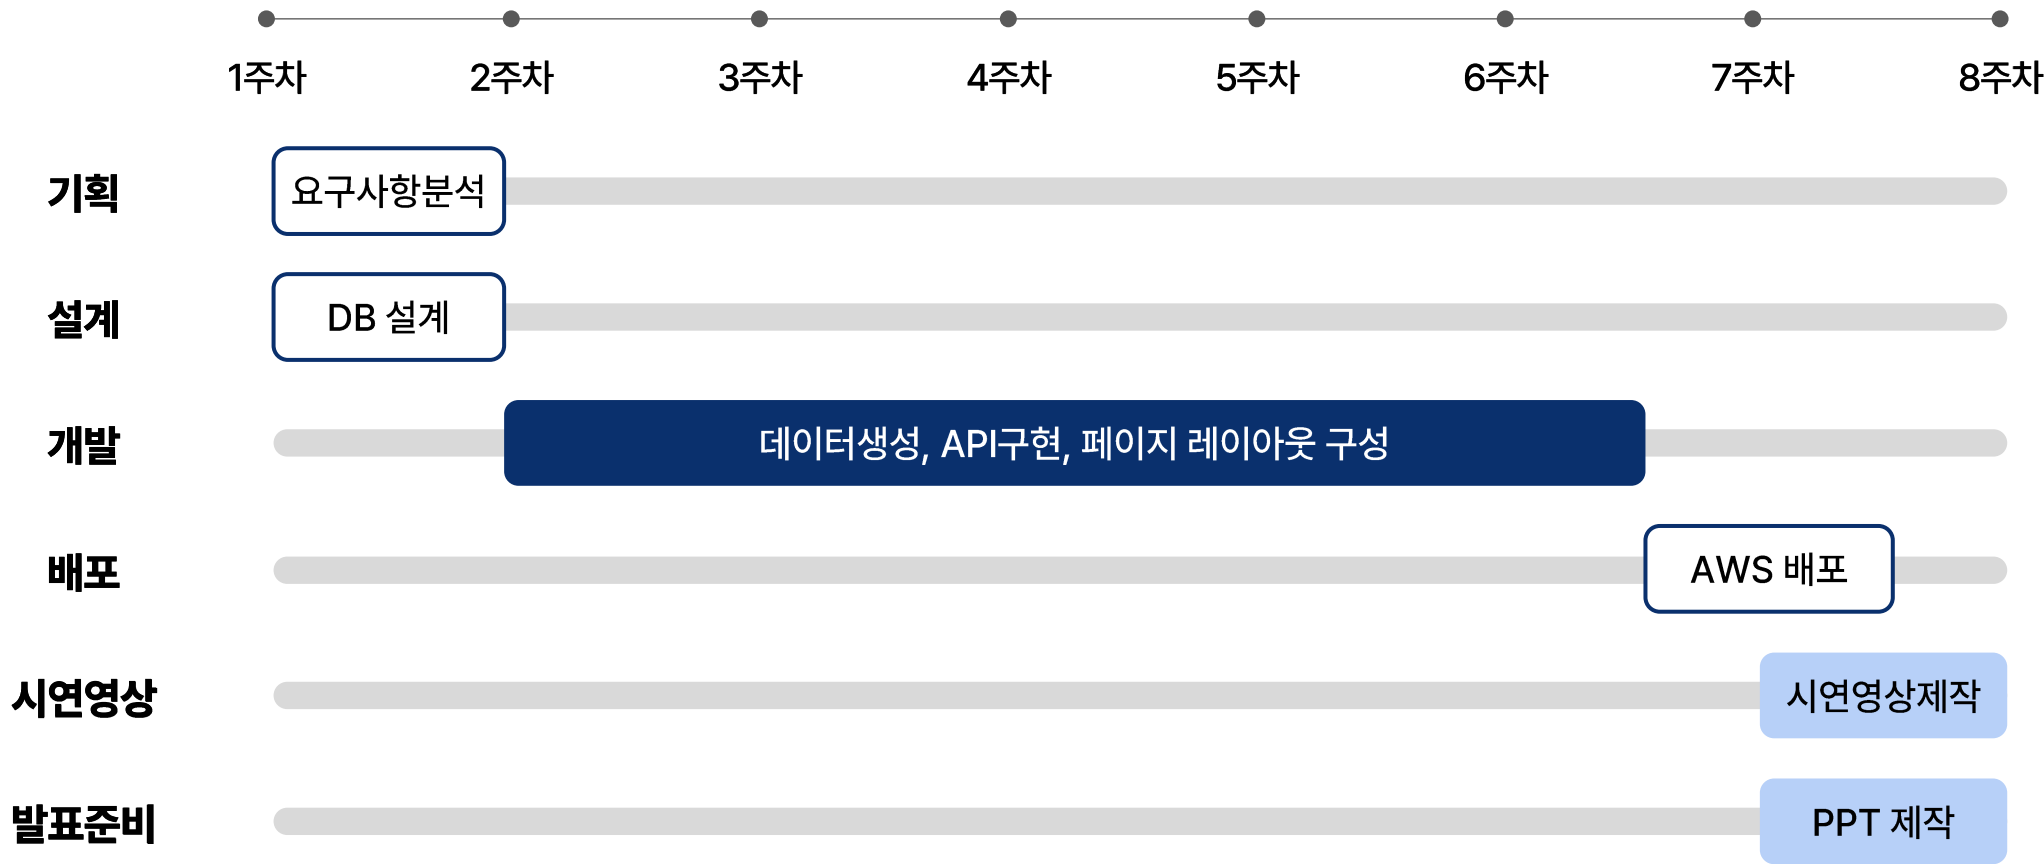 1주차 2주차 3주차 4주차 5주차 6주차 7주차 8주차
기획 요구사항분석
설계 DB 설계
개발 데이터생성, API구현, 페이지 레이아웃 구성
배포 AWS 배포
시연영상 시연영상제작
발표준비 PPT 제작